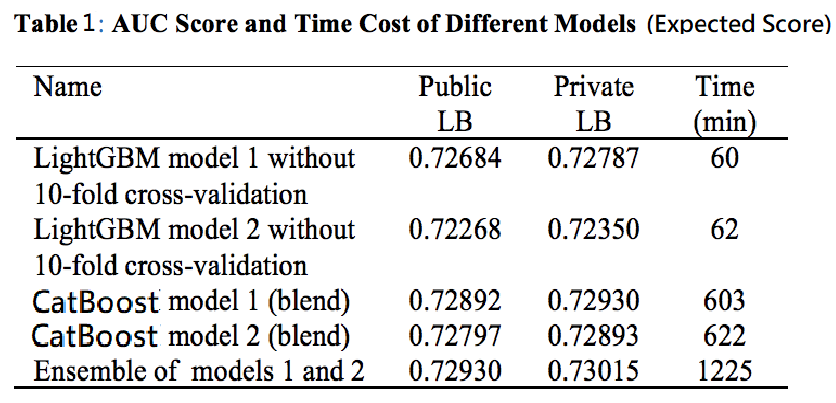 Table 1: AUC Score and Time Cost of Different Models (Expected Score)
Name Public Private Time
LB LB (min)
LightGBM model 1 without 0.72684 0.72787 60
10-fold cross-validation
LightGBM model 2 without 0.72268 0.72350 62
10-fold cross-validation
CatBoost model 1 (blend) 0.72892 0.72930 603
CatBoost model 2 (blend) 0.72797 0.72893 622
Ensemble of models 1 and 2 0.72930 0.73015 1225